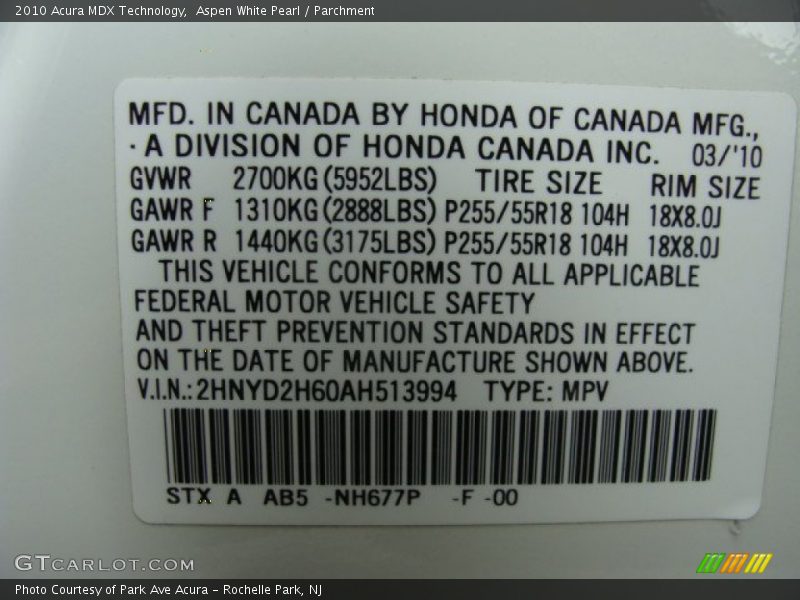 2010 Acura MDX Technology,  Aspen White Pearl / Parchment
MFD. IN CANADA BY HONDA OF CANADA MFG.,
· A DIVISION OF HONDA CANADA INC. 03/'10
GVWR 2700KG(5952LBS) TIRE SIZE RIM SIZE
GAWR F 1310KG(2888LBS) P255/55R18 104H 18X8.0J
GAWR R 1440KG(3175LBS) P255/55R18 104H 18X8.0J
THIS VEHICLE CONFORMS TO ALL APPLICABLE
FEDERAL MOTOR VEHICLE SAFETY
AND THEFT PREVENTION STANDARDS IN EFFECT
ON THE DATE OF MANUFACTURE SHOWN ABOVE.
V.I.N.: 2HNYD2H60AH513994 TYPE: MPV
STX A AB5 -NH677P -F -00
GTCARLOT.COM
Photo Courtesy of Park Ave Acura – Rochelle Park, NJ